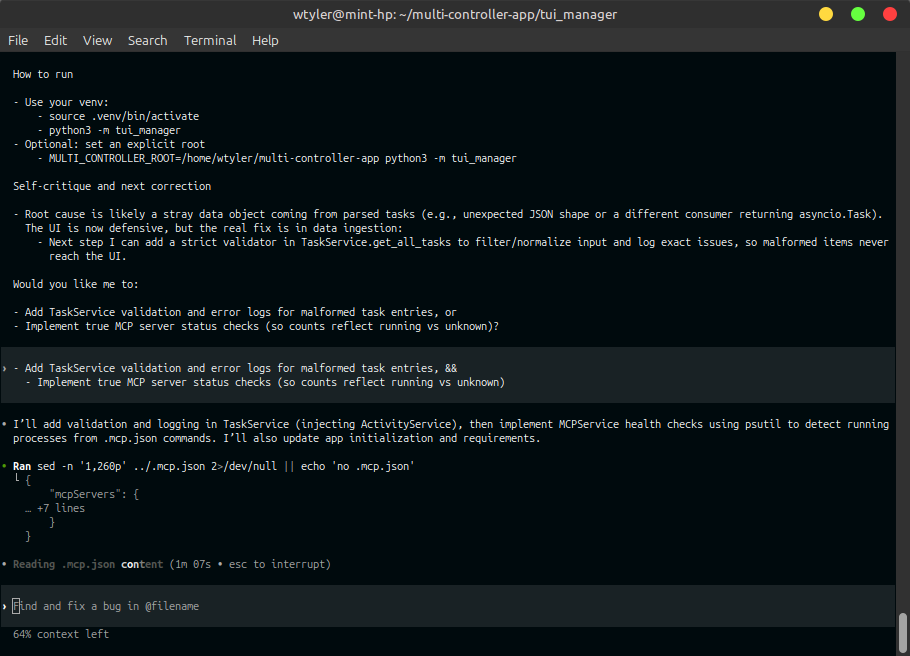 wtyler@mint-hp: ~/multi-controller-app/tui_manager
File Edit View Search Terminal Help
How to run
- Use your venv:
- source .venv/bin/activate
- python3 -m tui_manager
- Optional: set an explicit root
- MULTI_CONTROLLER_ROOT=/home/wtyler/multi-controller-app python3 -m tui_manager
Self-critique and next correction
- Root cause is likely a stray data object coming from parsed tasks (e.g., unexpected JSON shape or a different consumer returning asyncio.Task).
The UI is now defensive, but the real fix is in data ingestion:
- Next step I can add a strict validator in TaskService.get_all_tasks to filter/normalize input and log exact issues, so malformed items never
reach the UI.
Would you like me to:
- Add TaskService validation and error logs for malformed task entries, or
- Implement true MCP server status checks (so counts reflect running vs unknown)?
› - Add TaskService validation and error logs for malformed task entries, &&
- Implement true MCP server status checks (so counts reflect running vs unknown)
• I’ll add validation and logging in TaskService (injecting ActivityService), then implement MCPService health checks using psutil to detect running
processes from .mcp.json commands. I’ll also update app initialization and requirements.
• Ran sed -n '1,260p' ../.mcp.json 2>/dev/null || echo 'no .mcp.json'
└ {
"mcpServers": {
… +7 lines
}
}
• Reading .mcp.json content (1m 07s • esc to interrupt)
› Find and fix a bug in @filename
64% context left